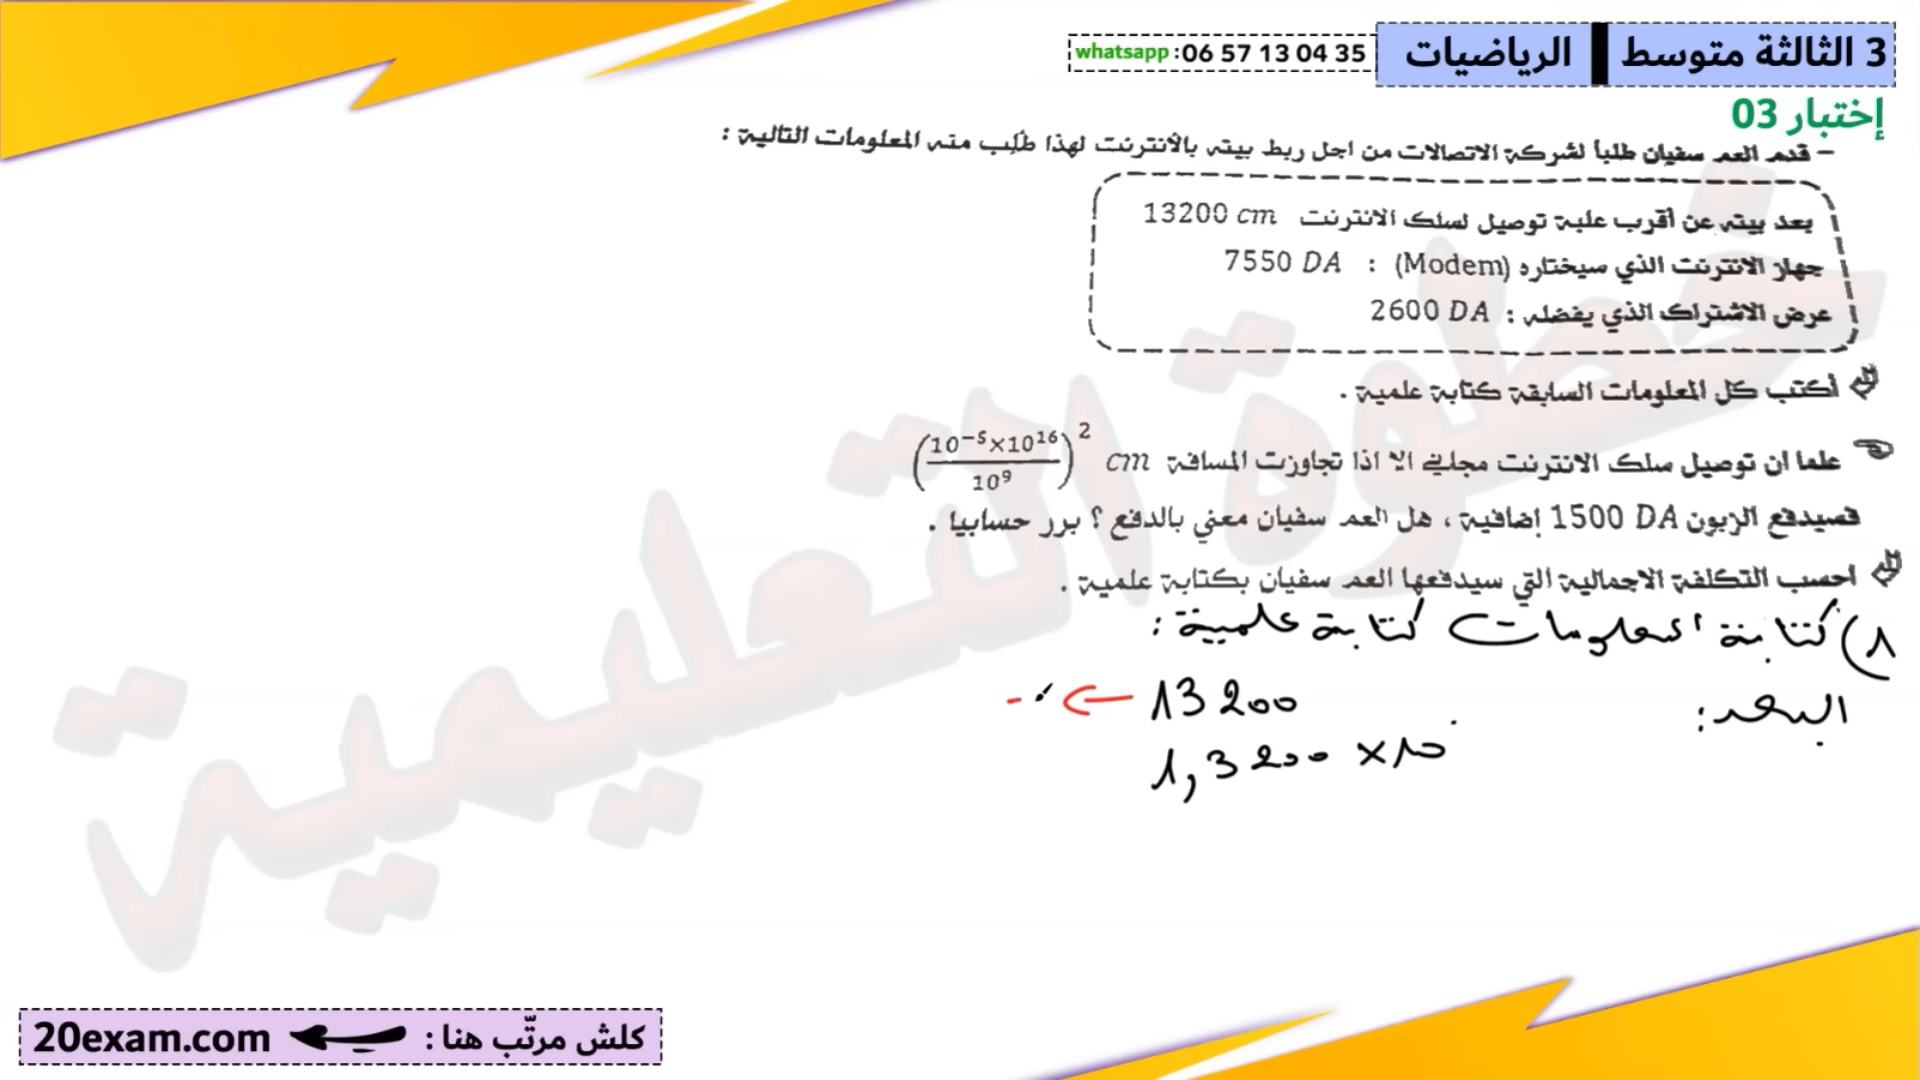 3 الثالثة متوسط | الرياضيات
whatsapp : 06 57 13 04 35
إختبار 03
– قدم العم سفيان طلباً لشركة الاتصالات من اجل ربط بيته بالأنترنت لهذا طُلِب منه المعلومات التالية :
بعد بيته عن أقرب علبة توصيل لسلك الانترنت 13200 cm
جهاز الانترنت الذي سيختاره (Modem) : 7550 DA
عرض الاشتراك الذي يفضله : 2600 DA
أكتب كل المعلومات السابقة كتابة علمية .
علما ان توصيل سلك الانترنت مجاني الا اذا تجاوزت المسافة (10⁻⁵×10¹⁶ / 10⁹)² cm
فسيدفع الزبون 1500 DA إضافية ، هل العم سفيان معني بالدفع ؟ برر حسابيا .
احسب التكلفة الاجمالية التي سيدفعها العم سفيان بكتابة علمية .
1) كتابة المعلومات كتابة علمية :
البعد : 13200 ←
1,3200 ×10
خطوة التعليمية
كلش مرتّب هنا : 20exam.com